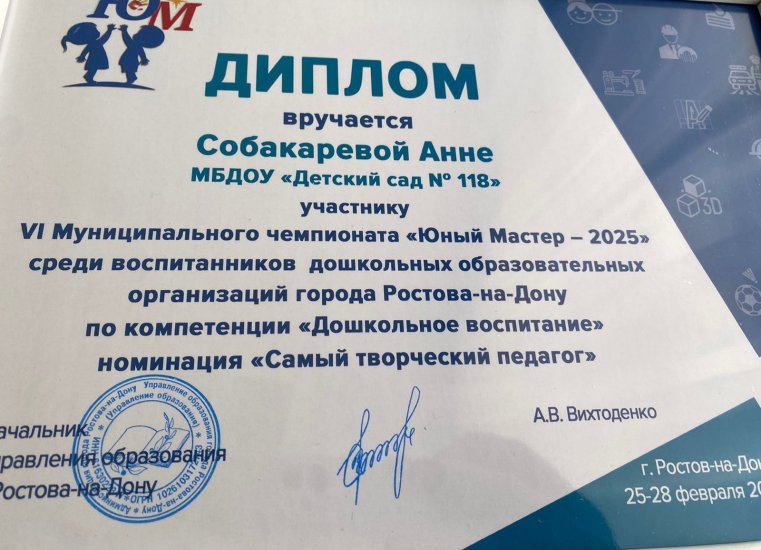 ЮМ
ДИПЛОМ
вручается
Собакаревой Анне
МБДОУ «Детский сад № 118»
участнику
VI Муниципального чемпионата «Юный Мастер – 2025»
среди воспитанников дошкольных образовательных
организаций города Ростова-на-Дону
по компетенции «Дошкольное воспитание»
номинация «Самый творческий педагог»
ачальник
правления образования
Ростова-на-Дону
А.В. Вихтоденко
г. Ростов-на-Дон
25-28 февраля 20
3D